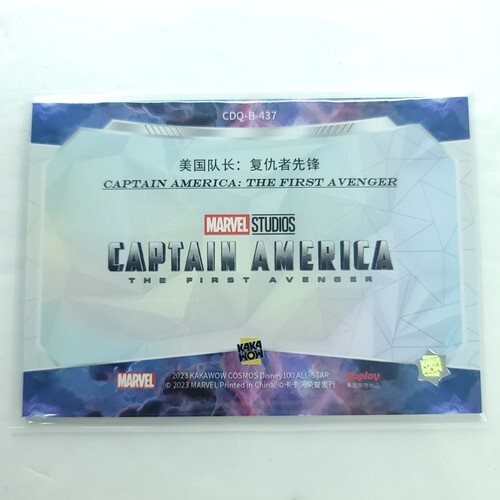 CDQ-B-437
美国队长：复仇者先锋
CAPTAIN AMERICA: THE FIRST AVENGER
MARVEL STUDIOS
CAPTAIN AMERICA
THE FIRST AVENGER
KAKA
WOW
MARVEL
2023 KAKAWOW COSMOS Disney100 ALL-STAR
© 2023 MARVEL Printed in China